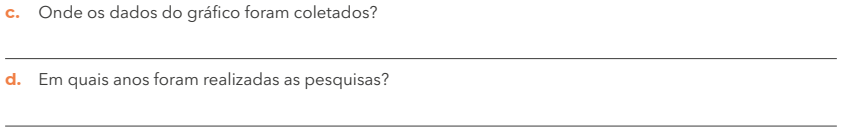 c. Onde os dados do gráfico foram coletados?
d. Em quais anos foram realizadas as pesquisas?